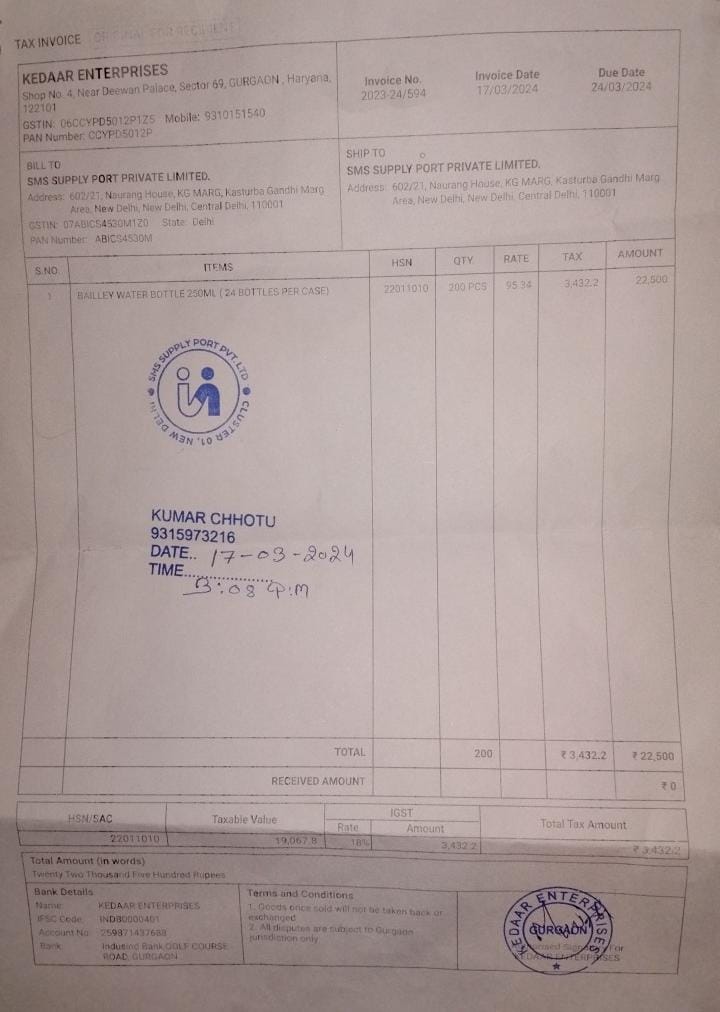 TAX INVOICE ORIGINAL FOR RECIPIENT
KEDAAR ENTERPRISES
Shop No. 4, Near Deewan Palace, Sector 69, GURGAON , Haryana,
122101
GSTIN: 06CCYPD5012P1Z5 Mobile: 9310151540
PAN Number: CCYPD5012P
Invoice No.
2023-24/594
Invoice Date
17/03/2024
Due Date
24/03/2024
BILL TO
SMS SUPPLY PORT PRIVATE LIMITED.
Address: 602/21, Naurang House, KG MARG, Kasturba Gandhi Marg
Area, New Delhi, New Delhi, Central Delhi, 110001
GSTIN: 07ABICS4530M1Z0 State: Delhi
PAN Number: ABICS4530M
SHIP TO
SMS SUPPLY PORT PRIVATE LIMITED.
Address: 602/21, Naurang House, KG MARG, Kasturba Gandhi Marg
Area, New Delhi, New Delhi, Central Delhi, 110001
S.NO. ITEMS HSN QTY. RATE TAX AMOUNT
1 BAILLEY WATER BOTTLE 250ML ( 24 BOTTLES PER CASE) 22011010 200 PCS 95.34 3,432.2 22,500
SMS SUPPLY PORT PVT. LTD
CLUSTER 01, NEW DELHI
KUMAR CHHOTU
9315973216
DATE.. 17-03-2024
TIME..................
3:08 P.M
TOTAL 200 ₹ 3,432.2 ₹ 22,500
RECEIVED AMOUNT ₹ 0
HSN/SAC Taxable Value IGST Total Tax Amount
Rate Amount
22011010 19,067.8 18% 3,432.2 ₹ 3,432.2
Total Amount (in words)
Twenty Two Thousand Five Hundred Rupees
Bank Details
Name: KEDAAR ENTERPRISES
IFSC Code: INDB0000401
Account No: 259871437688
Bank: Indusind Bank,GOLF COURSE
ROAD, GURGAON
Terms and Conditions
1. Goods once sold will not be taken back or
exchanged
2. All disputes are subject to Gurgaon
jurisdiction only
KEDAAR ENTERPRISES
GURGAON
For
KEDAAR ENTERPRISES